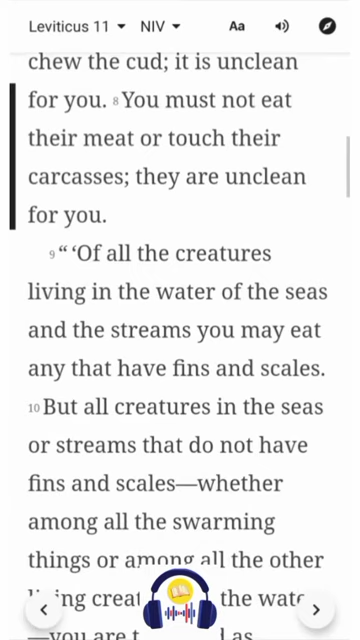 Leviticus 11 NIV Aa
chew the cud; it is unclean
for you. 8 You must not eat
their meat or touch their
carcasses; they are unclean
for you.
9 “ ‘Of all the creatures
living in the water of the seas
and the streams you may eat
any that have fins and scales.
10 But all creatures in the seas
or streams that do not have
fins and scales—whether
among all the swarming
things or among all the other
the
—you are
as